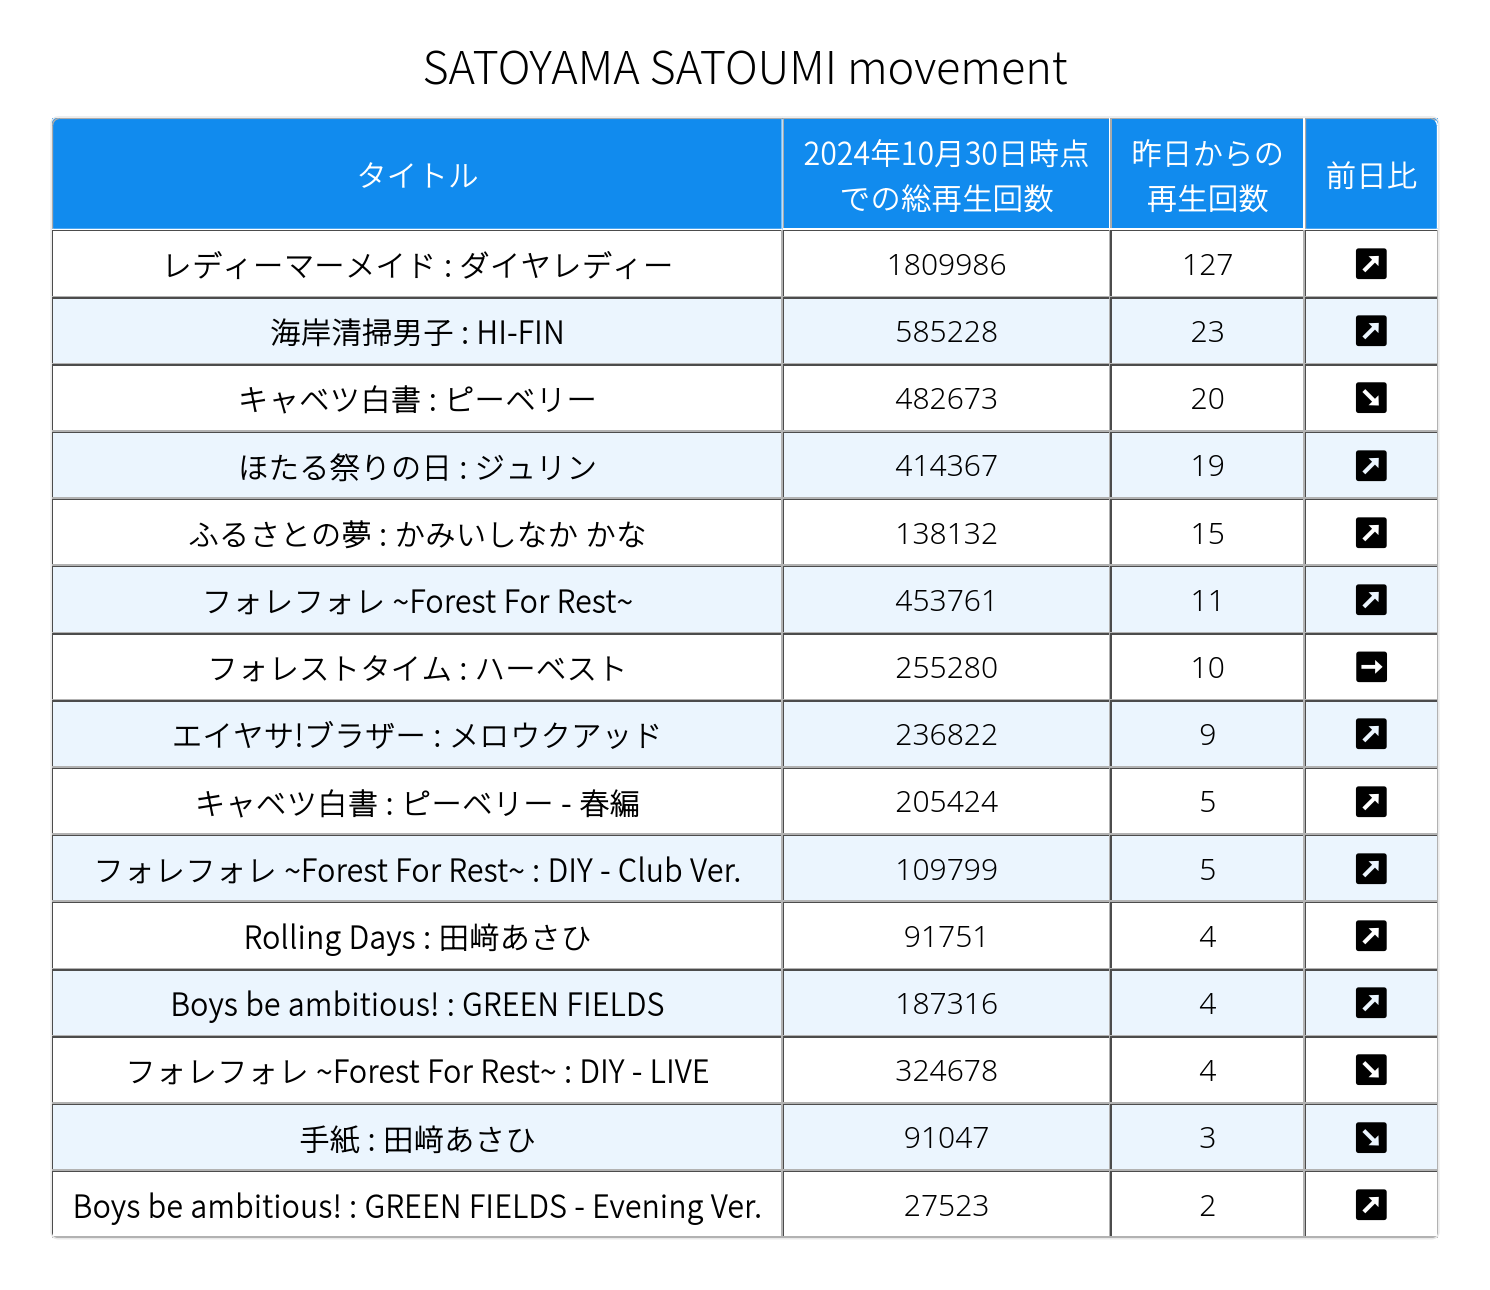 SATOYAMA SATOUMI movement
タイトル 2024年10月30日時点での総再生回数 昨日からの再生回数 前日比
レディーマーメイド : ダイヤレディー 1809986 127 ↗
海岸清掃男子 : HI-FIN 585228 23 ↗
キャベツ白書 : ピーベリー 482673 20 ↘
ほたる祭りの日 : ジュリン 414367 19 ↗
ふるさとの夢 : かみいしなか かな 138132 15 ↗
フォレフォレ ~Forest For Rest~ 453761 11 ↗
フォレストタイム : ハーベスト 255280 10 →
エイヤサ!ブラザー : メロウクアッド 236822 9 ↗
キャベツ白書 : ピーベリー - 春編 205424 5 ↗
フォレフォレ ~Forest For Rest~ : DIY - Club Ver. 109799 5 ↗
Rolling Days : 田﨑あさひ 91751 4 ↗
Boys be ambitious! : GREEN FIELDS 187316 4 ↗
フォレフォレ ~Forest For Rest~ : DIY - LIVE 324678 4 ↘
手紙 : 田﨑あさひ 91047 3 ↘
Boys be ambitious! : GREEN FIELDS - Evening Ver. 27523 2 ↗